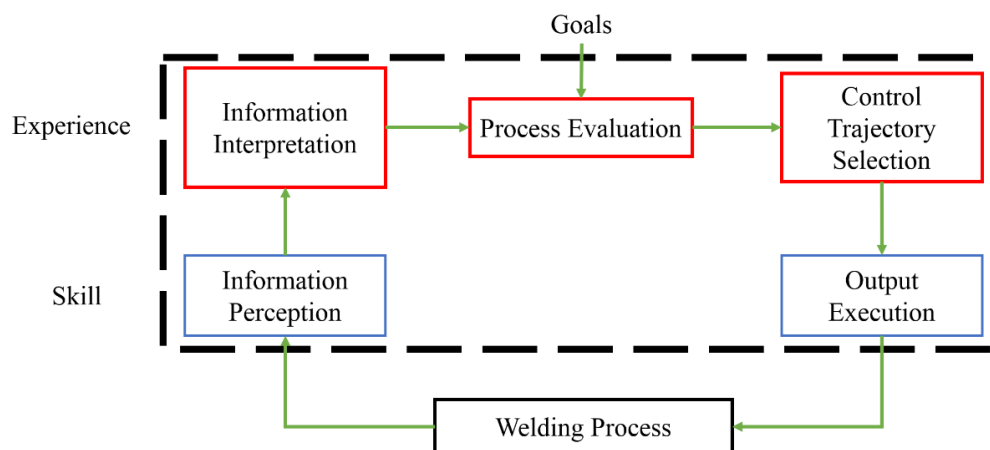 Goals
Experience
Information
Interpretation
Process Evaluation
Control
Trajectory
Selection
Skill
Information
Perception
Output
Execution
Welding Process